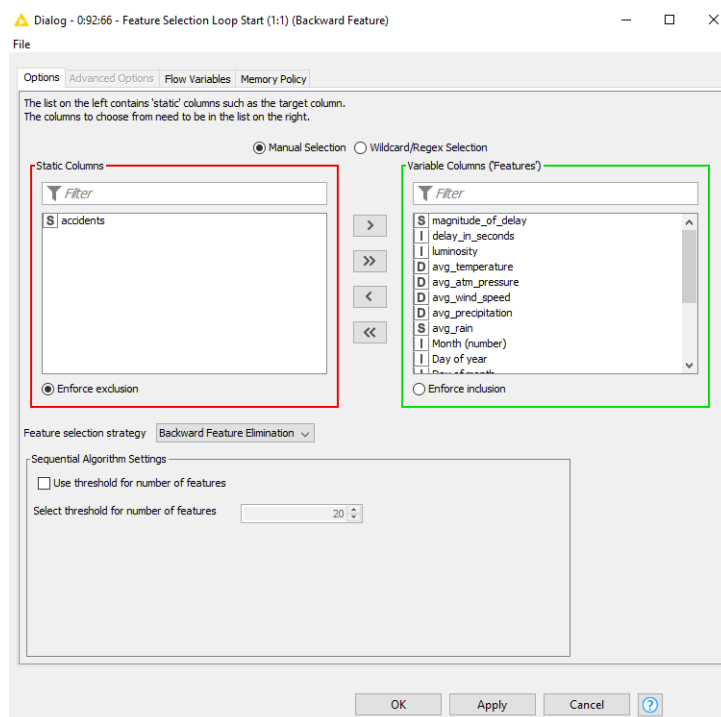 Dialog - 0:92:66 - Feature Selection Loop Start (1:1) (Backward Feature)
File
Options Advanced Options Flow Variables Memory Policy
The list on the left contains 'static' columns such as the target column.
The columns to choose from need to be in the list on the right.
Manual Selection Wildcard/Regex Selection
Static Columns
Filter
S accidents
Enforce exclusion
>
>>
<
<<
Variable Columns ('Features')
Filter
S magnitude_of_delay
I delay_in_seconds
I luminosity
D avg_temperature
D avg_atm_pressure
D avg_wind_speed
D avg_precipitation
S avg_rain
I Month (number)
I Day of year
I Day of month
Enforce inclusion
Feature selection strategy Backward Feature Elimination
Sequential Algorithm Settings
Use threshold for number of features
Select threshold for number of features 20
OK Apply Cancel ?